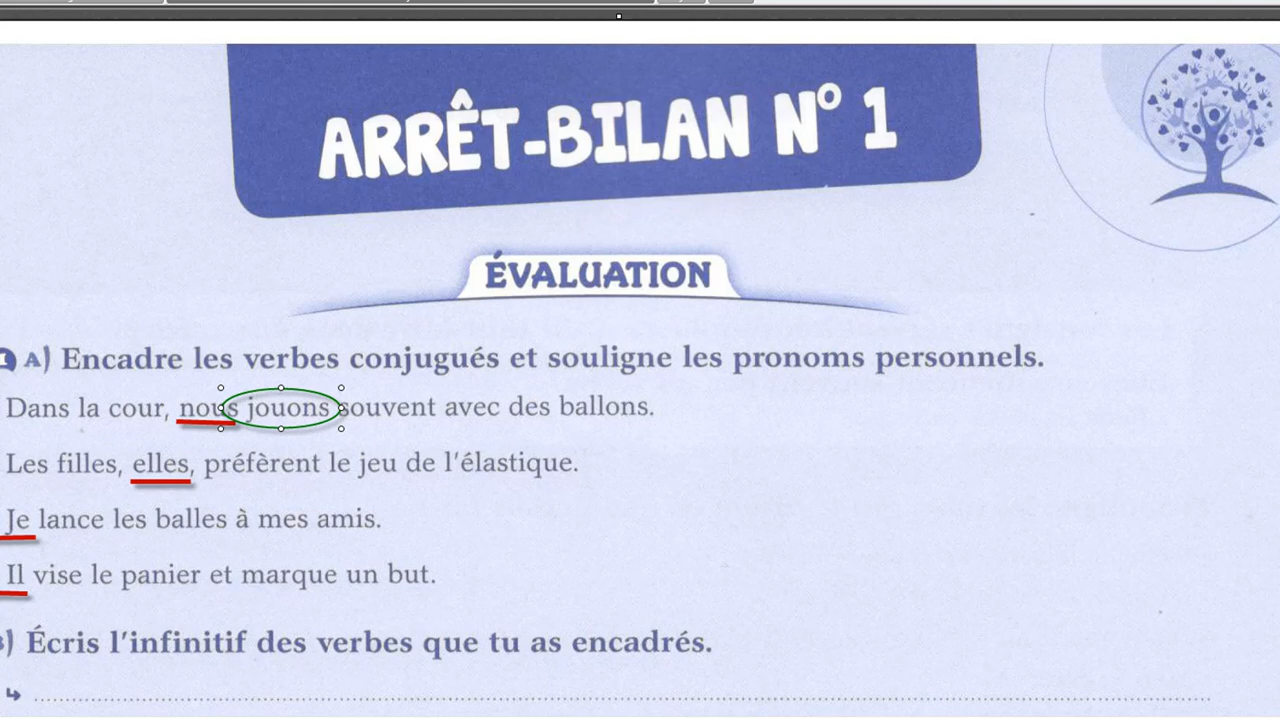 ARRÊT-BILAN N° 1
ÉVALUATION
A) Encadre les verbes conjugués et souligne les pronoms personnels.
Dans la cour, nous jouons souvent avec des ballons.
Les filles, elles, préfèrent le jeu de l'élastique.
Je lance les balles à mes amis.
Il vise le panier et marque un but.
) Écris l'infinitif des verbes que tu as encadrés.